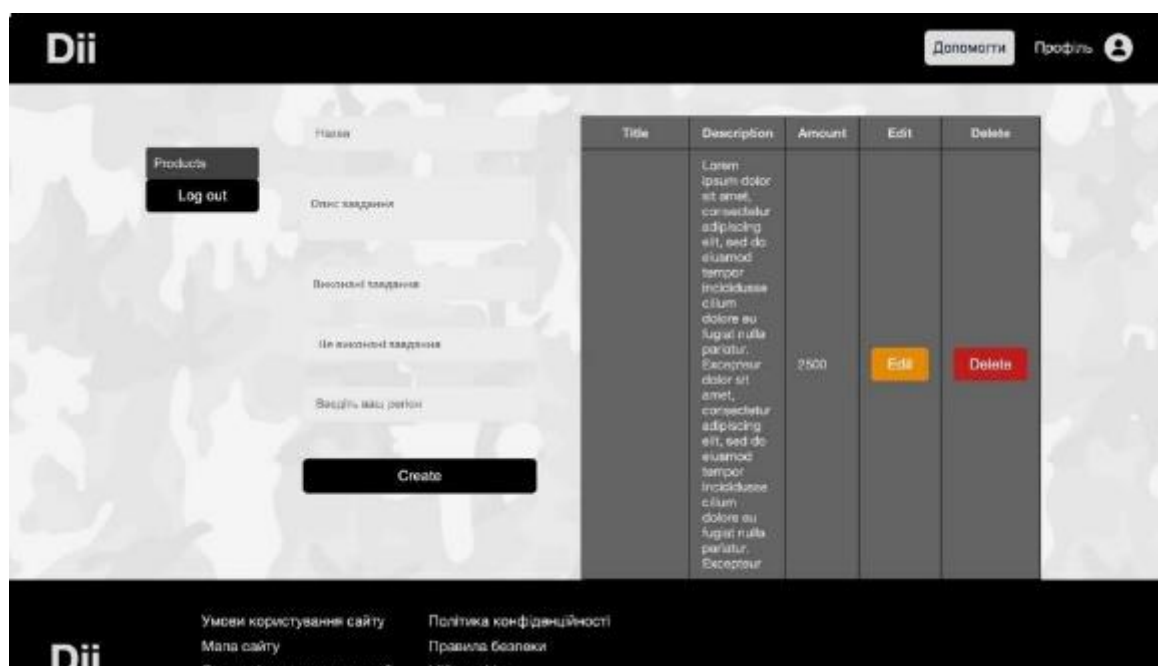 Dii
Допомогти
Профіль
Products
Log out
Назва
Опис завдання
Виконані завдання
Не виконані завдання
Введіть ваш регіон
Create
Title Description Amount Edit Delete
Lorem
ipsum dolor
sit amet,
consectetur
adipiscing
elit, sed do
eiusmod
tempor
incididusse
cillum
dolore eu
fugiat nulla
pariatur.
Excepteur
dolor sit
amet,
consectetur
adipiscing
elit, sed do
eiusmod
tempor
incididusse
cillum
dolore eu
fugiat nulla
pariatur.
Excepteur
2500
Edit
Delete
Dii
Умови користування сайту
Мапа сайту
Політика конфіденційності
Правила безпеки